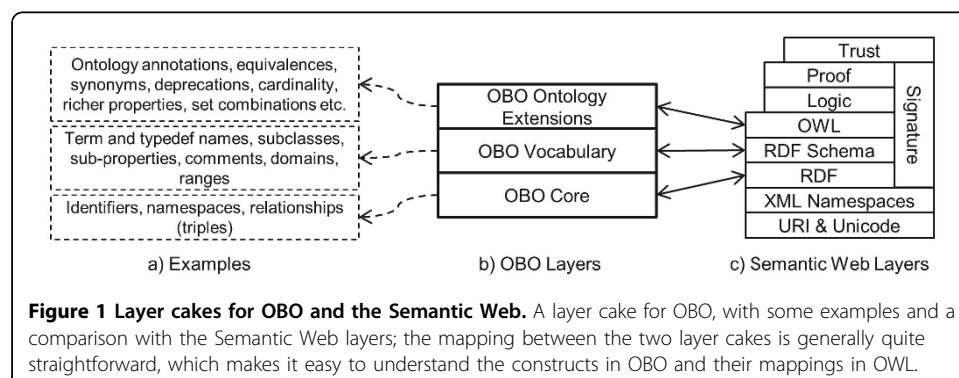 Ontology annotations, equivalences,
synonyms, deprecations, cardinality,
richer properties, set combinations etc.
Term and typedef names, subclasses,
sub-properties, comments, domains,
ranges
Identifiers, namespaces, relationships
(triples)
a) Examples
OBO Ontology
Extensions
OBO Vocabulary
OBO Core
b) OBO Layers
Trust
Proof
Logic
OWL
RDF Schema
RDF
Signature
XML Namespaces
URI & Unicode
c) Semantic Web Layers
Figure 1 Layer cakes for OBO and the Semantic Web. A layer cake for OBO, with some examples and a
comparison with the Semantic Web layers; the mapping between the two layer cakes is generally quite
straightforward, which makes it easy to understand the constructs in OBO and their mappings in OWL.